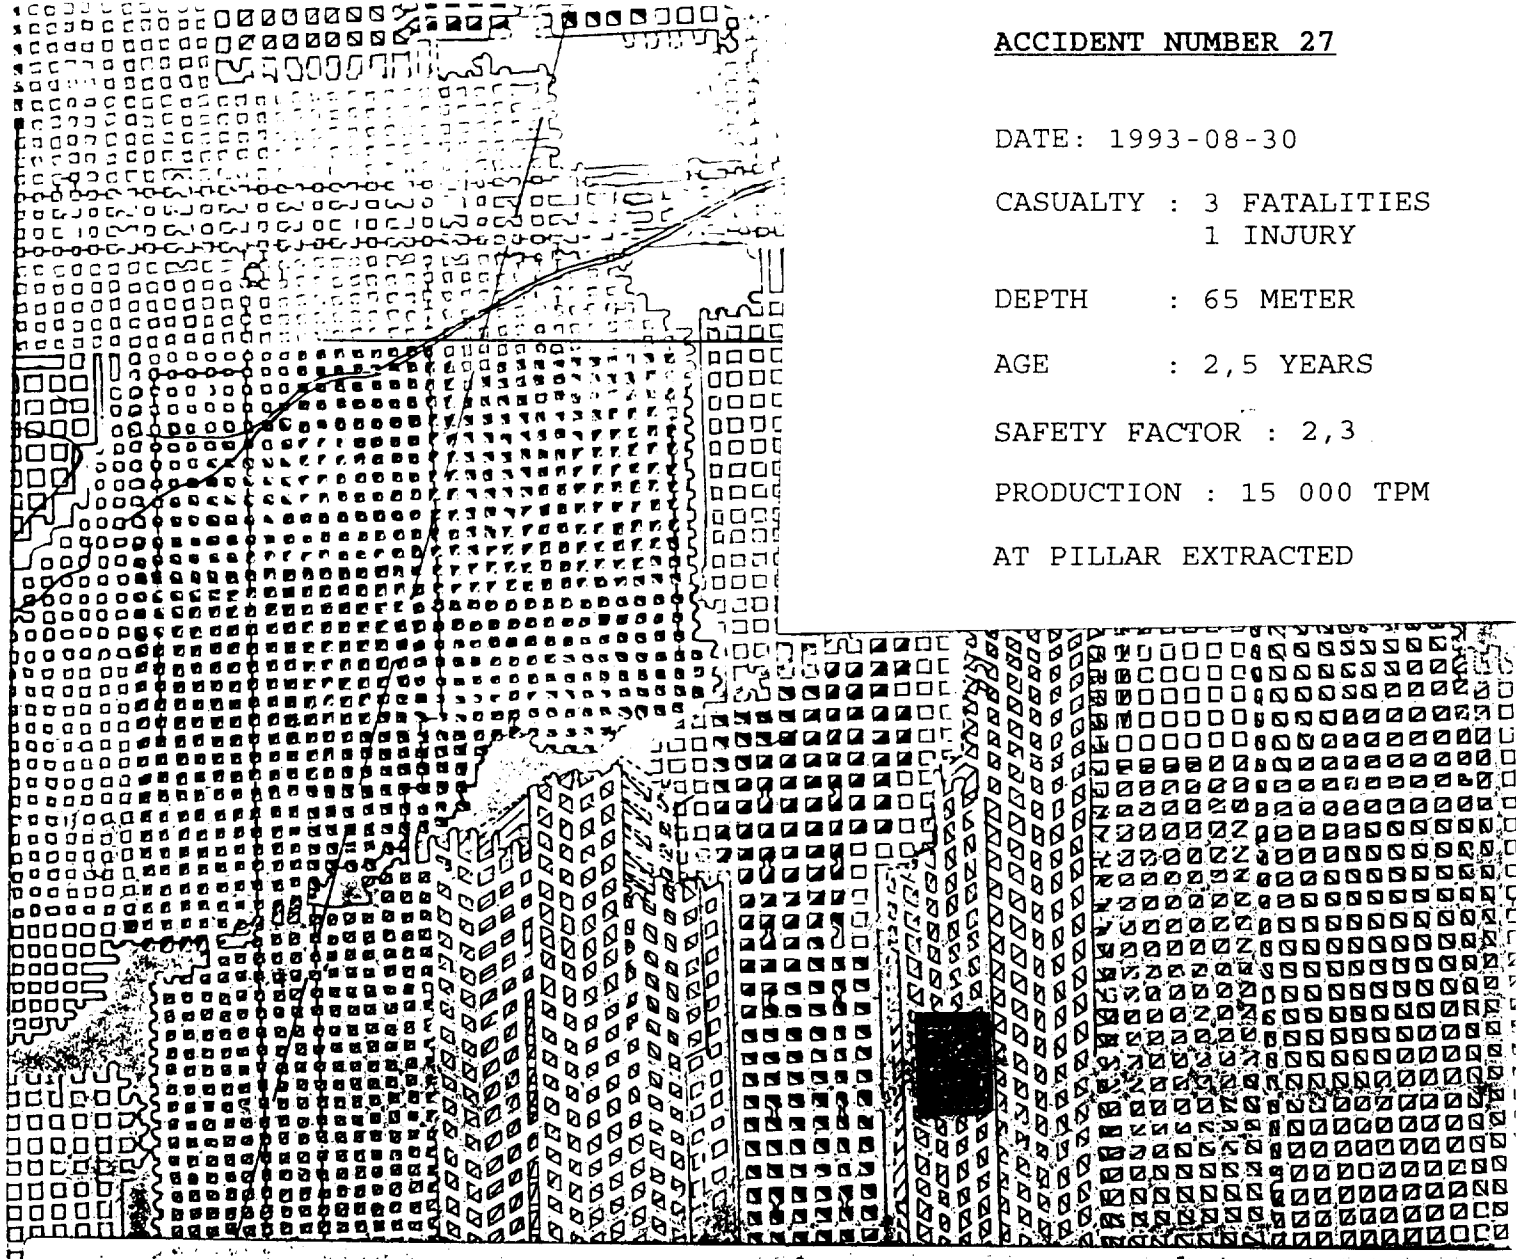 ACCIDENT NUMBER 27
DATE: 1993-08-30
CASUALTY : 3 FATALITIES
1 INJURY
DEPTH : 65 METER
AGE : 2,5 YEARS
SAFETY FACTOR : 2,3
PRODUCTION : 15 000 TPM
AT PILLAR EXTRACTED